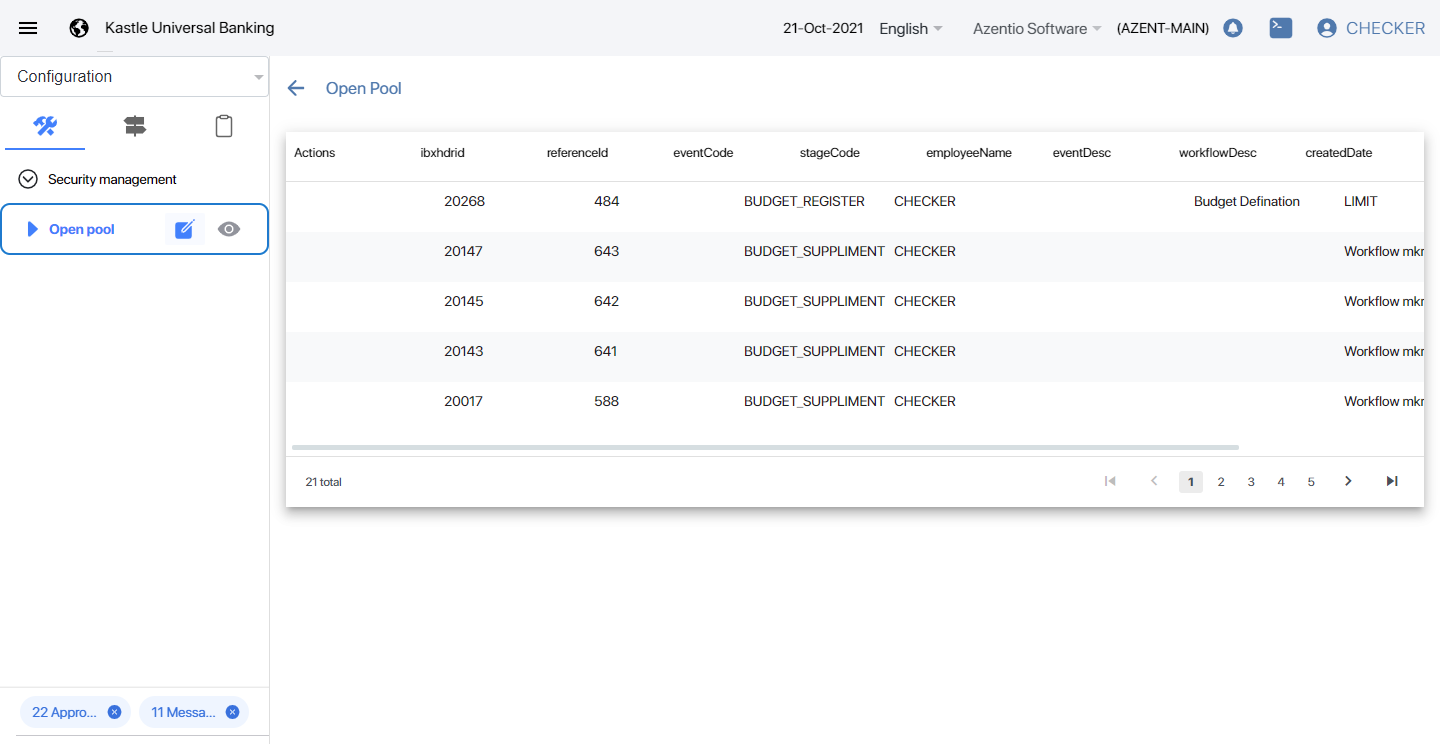 Kastle Universal Banking 21-Oct-2021 English Azentio Software (AZENT-MAIN) CHECKER
Configuration
Open Pool
Security management
Open pool
Actions ibxhdrid referenceId eventCode stageCode employeeName eventDesc workflowDesc createdDate
20268 484 BUDGET_REGISTER CHECKER Budget Defination LIMIT
20147 643 BUDGET_SUPPLIMENT CHECKER Workflow mkr
20145 642 BUDGET_SUPPLIMENT CHECKER Workflow mkr
20143 641 BUDGET_SUPPLIMENT CHECKER Workflow mkr
20017 588 BUDGET_SUPPLIMENT CHECKER Workflow mkr
21 total 1 2 3 4 5
22 Appro... 11 Messa...